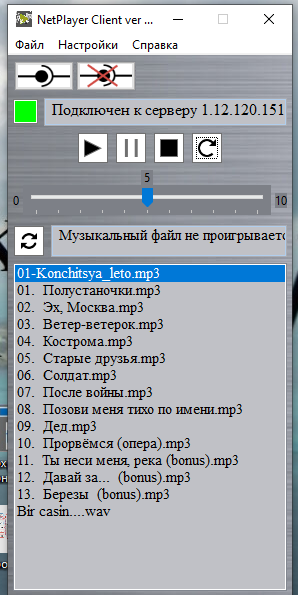 NetPlayer Client ver ...
Файл Настройки Справка
Подключен к серверу 1.12.120.151
5
0 10
Музыкальный файл не проигрывается
01-Konchitsya_leto.mp3
01. Полустаночки.mp3
02. Эх, Москва.mp3
03. Ветер-ветерок.mp3
04. Кострома.mp3
05. Старые друзья.mp3
06. Солдат.mp3
07. После войны.mp3
08. Позови меня тихо по имени.mp3
09. Дед.mp3
10. Прорвёмся (опера).mp3
11. Ты неси меня, река (bonus).mp3
12. Давай за... (bonus).mp3
13. Березы (bonus).mp3
Bir casin....wav